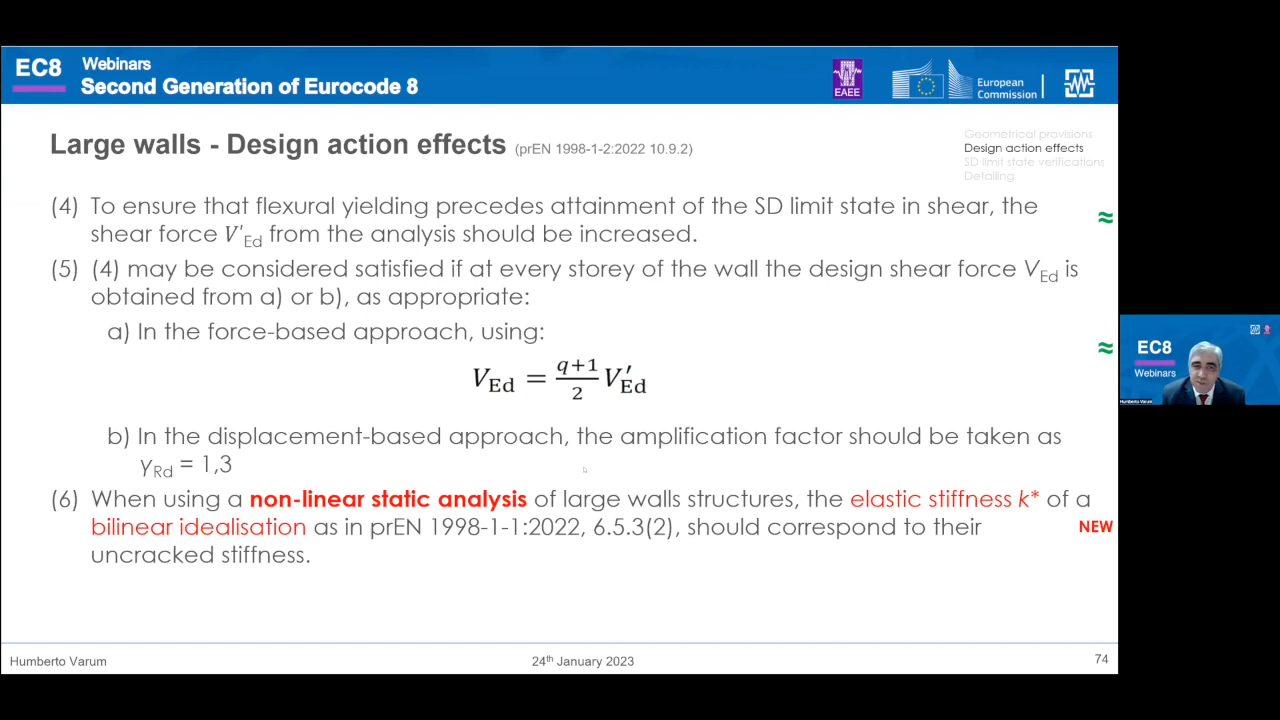 EC8
Webinars
Second Generation of Eurocode 8
EAEE
European
Commission
Large walls - Design action effects (prEN 1998-1-2:2022 10.9.2)
Geometrical provisions
Design action effects
SD limit state verifications
Detailing
(4) To ensure that flexural yielding precedes attainment of the SD limit state in shear, the
shear force V'Ed from the analysis should be increased.
≈
(5) (4) may be considered satisfied if at every storey of the wall the design shear force VEd is
obtained from a) or b), as appropriate:
a) In the force-based approach, using:
≈
VEd = (q+1)/2 V'Ed
b) In the displacement-based approach, the amplification factor should be taken as
γRd = 1,3
(6) When using a non-linear static analysis of large walls structures, the elastic stiffness k* of a
bilinear idealisation as in prEN 1998-1-1:2022, 6.5.3(2), should correspond to their
uncracked stiffness.
NEW
Humberto Varum
24th January 2023
74
EC8
Webinars
Humberto Varum